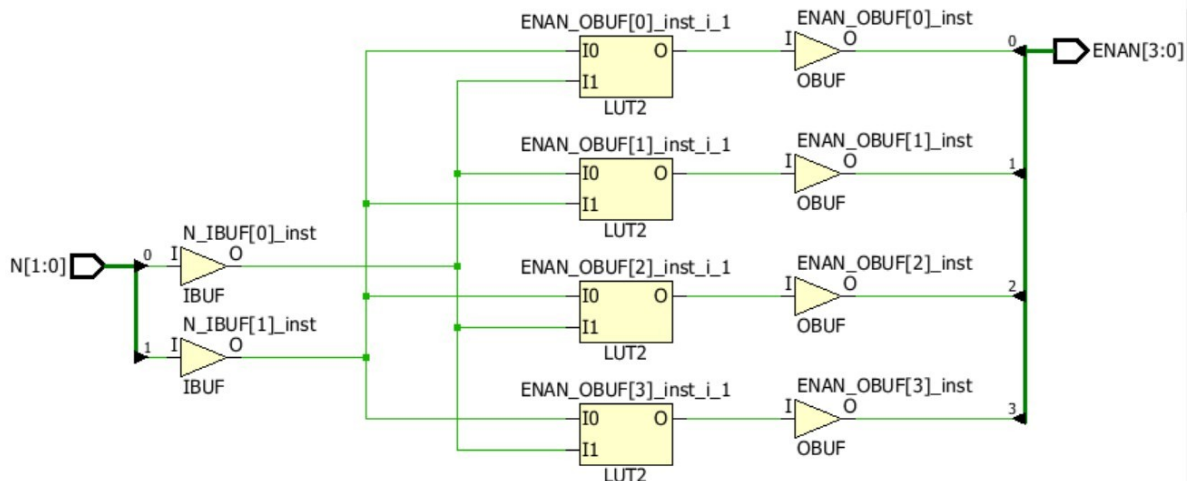 ENAN_OBUF[0]_inst_i_1
ENAN_OBUF[0]_inst
I0 O
I O
0
ENAN[3:0]
I1
LUT2
OBUF
ENAN_OBUF[1]_inst_i_1
ENAN_OBUF[1]_inst
I0 O
I O
1
I1
LUT2
OBUF
N[1:0]
0
N_IBUF[0]_inst
I O
IBUF
ENAN_OBUF[2]_inst_i_1
ENAN_OBUF[2]_inst
I0 O
I O
2
I1
LUT2
OBUF
N_IBUF[1]_inst
1
I O
IBUF
ENAN_OBUF[3]_inst_i_1
ENAN_OBUF[3]_inst
I0 O
I O
3
I1
LUT2
OBUF